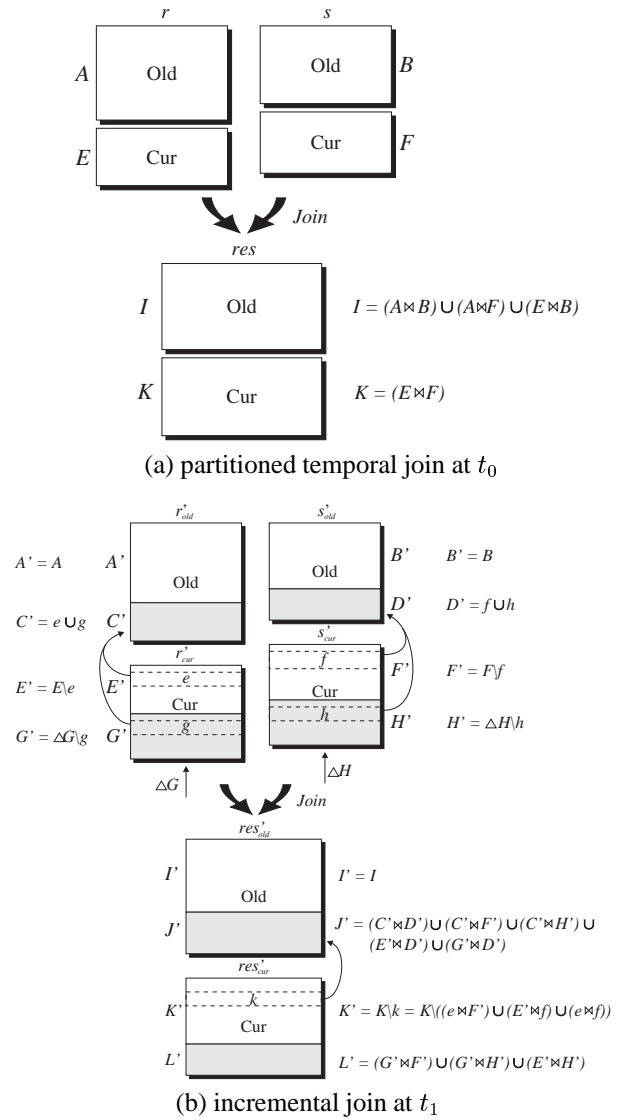 r s
A Old Old B
E Cur Cur F
Join
res
I Old I = (A⋈B) ∪ (A⋈F) ∪ (E⋈B)
K Cur K = (E⋈F)
(a) partitioned temporal join at t₀
r'old s'old
A' = A A' Old Old B' B' = B
C' = e ∪ g C' D' D' = f ∪ h
r'cur s'cur
E' = E\e E' e f F' F' = F\f
Cur Cur
G' = △G\g G' g h H' H' = △H\h
△G △H
Join
res'old
I' Old I' = I
J' J' = (C'⋈D') ∪ (C'⋈F') ∪ (C'⋈H') ∪
(E'⋈D') ∪ (G'⋈D')
res'cur
K' k K' = K\k = K\((e⋈F') ∪ (E'⋈f) ∪ (e⋈f))
Cur
L' L' = (G'⋈F') ∪ (G'⋈H') ∪ (E'⋈H')
(b) incremental join at t₁